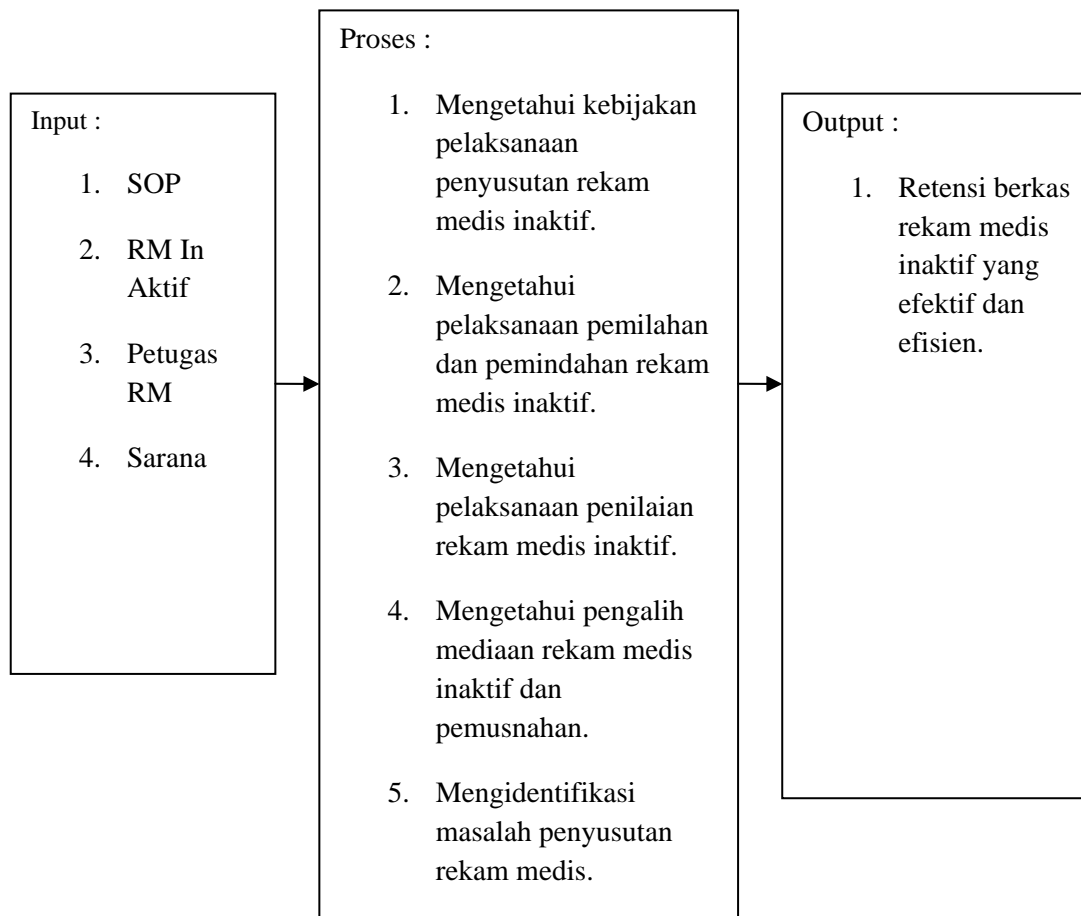 Input :
1. SOP
2. RM In
Aktif
3. Petugas
RM
4. Sarana
Proses :
1. Mengetahui kebijakan
pelaksanaan
penyusutan rekam
medis inaktif.
2. Mengetahui
pelaksanaan pemilahan
dan pemindahan rekam
medis inaktif.
3. Mengetahui
pelaksanaan penilaian
rekam medis inaktif.
4. Mengetahui pengalih
mediaan rekam medis
inaktif dan
pemusnahan.
5. Mengidentifikasi
masalah penyusutan
rekam medis.
Output :
1. Retensi berkas
rekam medis
inaktif yang
efektif dan
efisien.